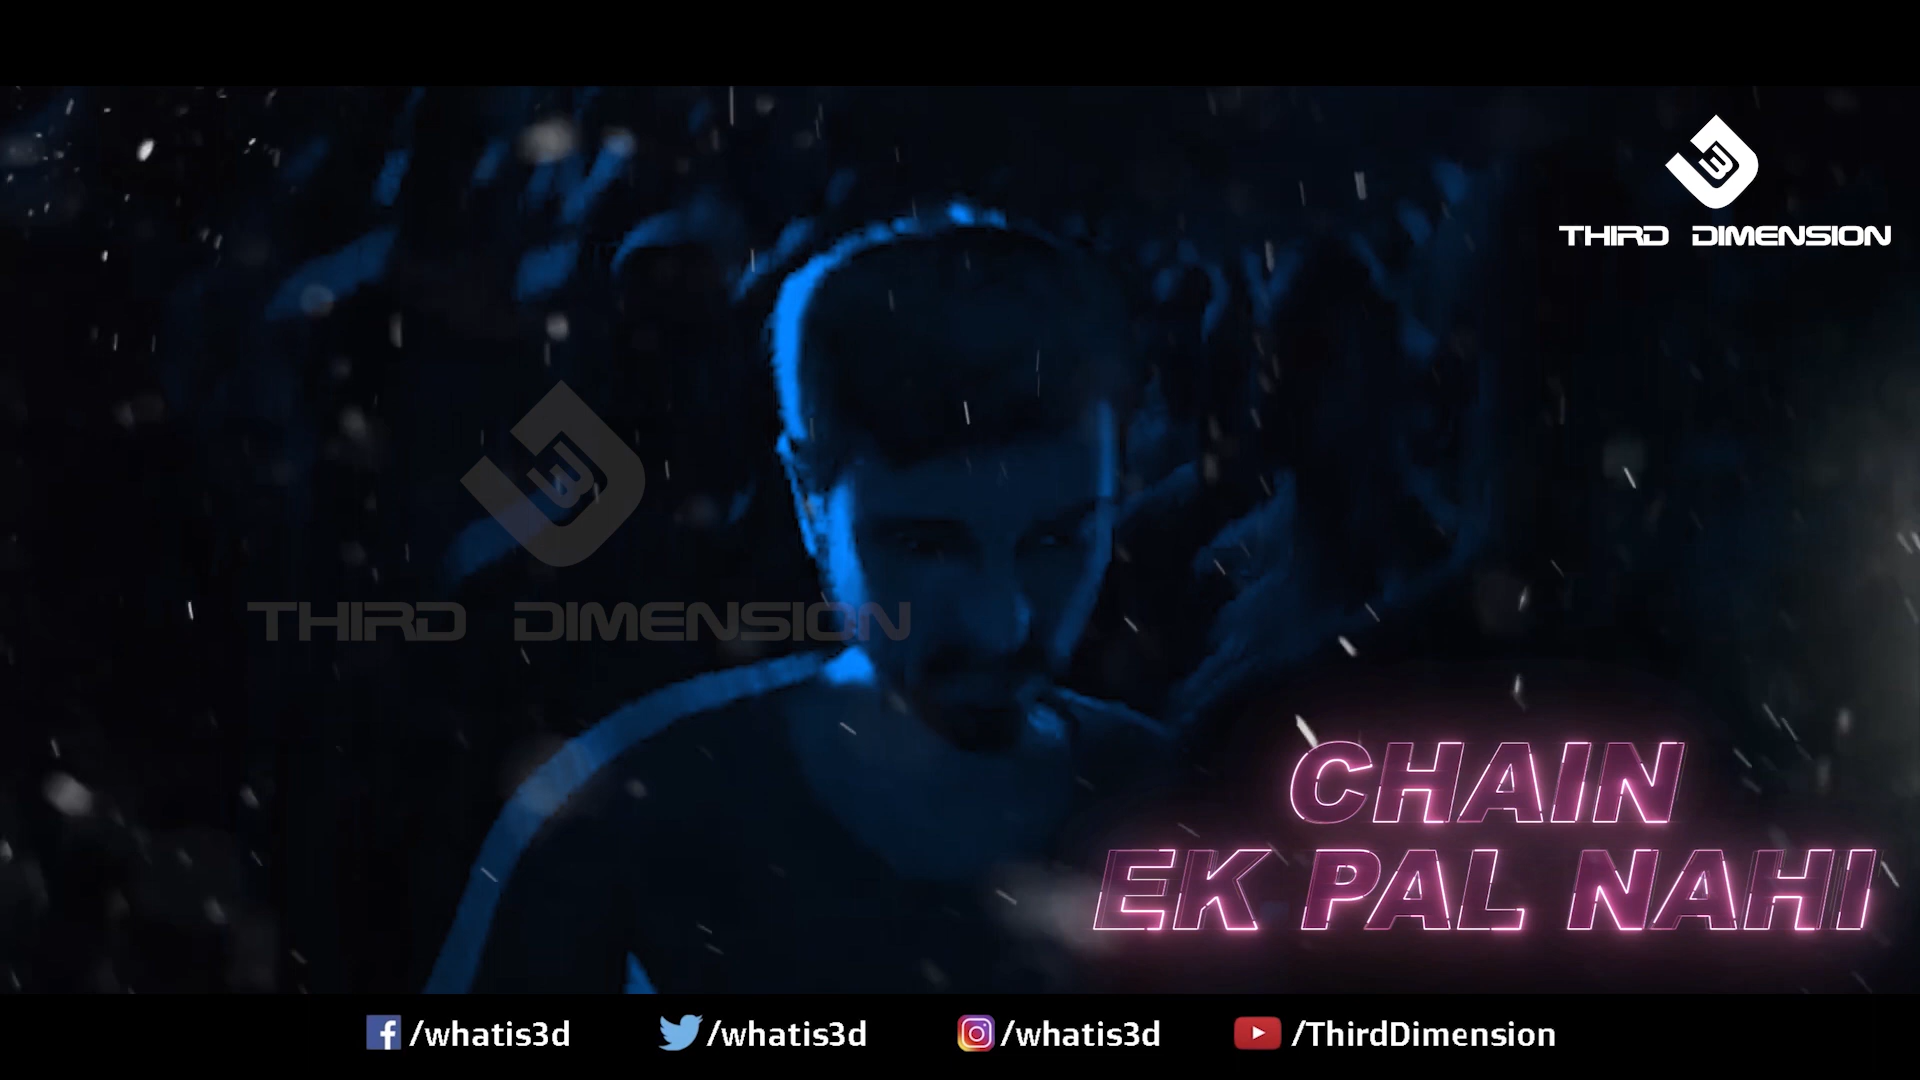 THIRD DIMENSION
THIRD DIMENSION
CHAIN
EK PAL NAHI
/whatis3d
/whatis3d
/whatis3d
/ThirdDimension